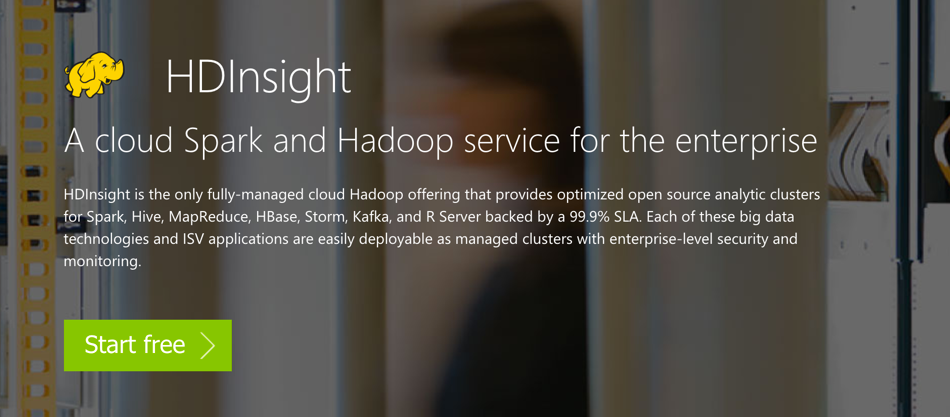 HDInsight
A cloud Spark and Hadoop service for the enterprise
HDInsight is the only fully-managed cloud Hadoop offering that provides optimized open source analytic clusters
for Spark, Hive, MapReduce, HBase, Storm, Kafka, and R Server backed by a 99.9% SLA. Each of these big data
technologies and ISV applications are easily deployable as managed clusters with enterprise-level security and
monitoring.
Start free